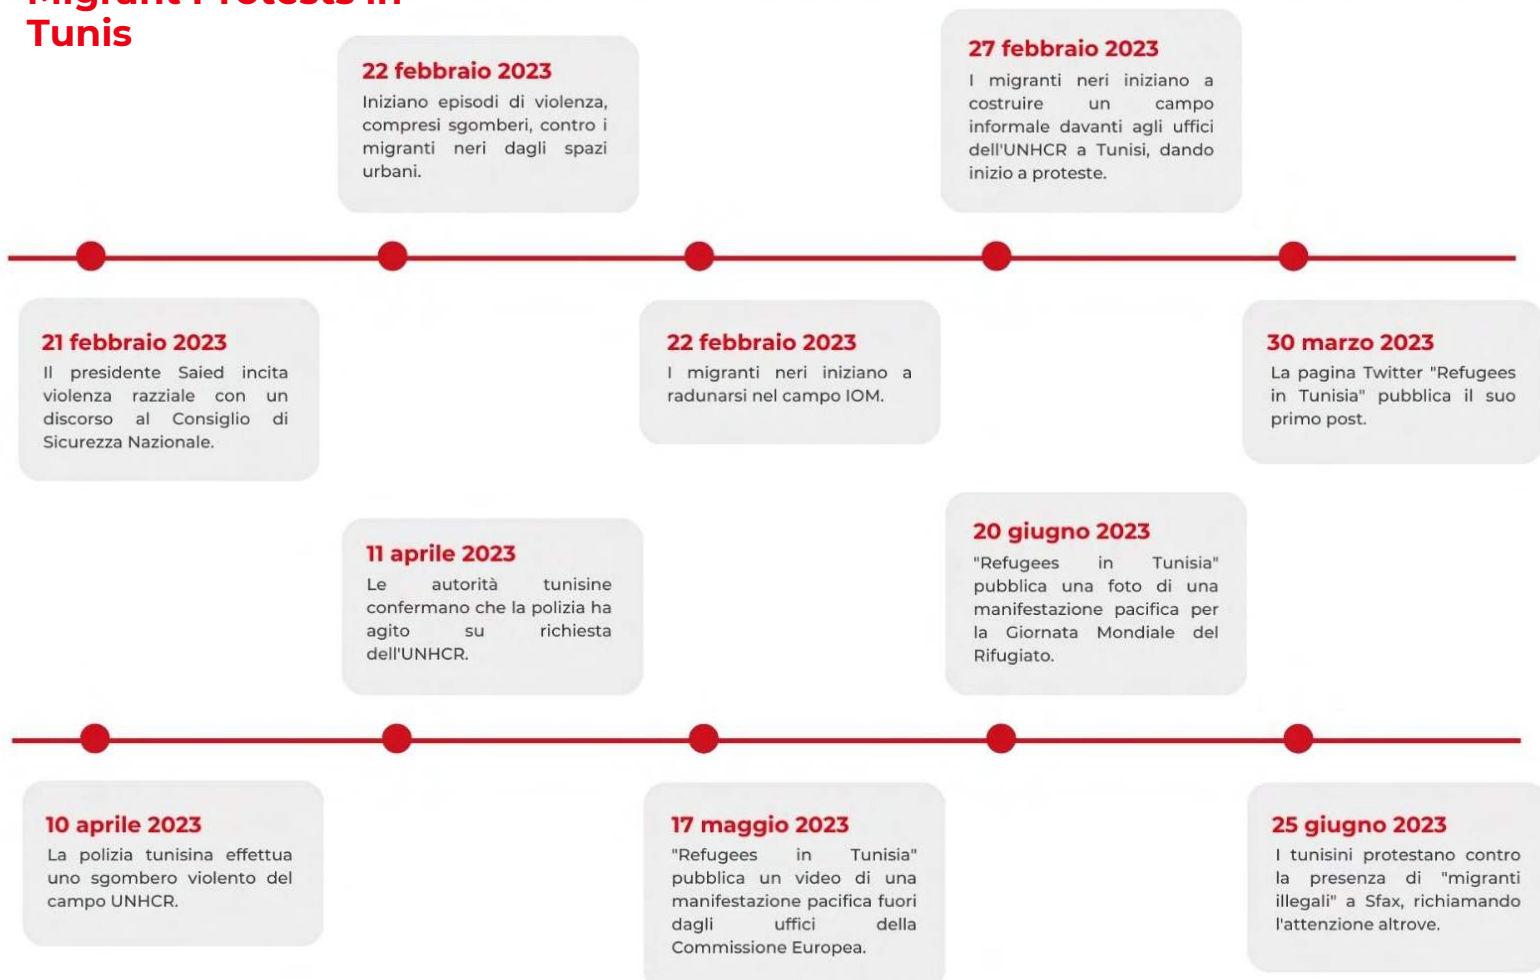 Migrant Protests in
Tunis
22 febbraio 2023
Iniziano episodi di violenza,
compresi sgomberi, contro i
migranti neri dagli spazi
urbani.
27 febbraio 2023
I migranti neri iniziano a
costruire un campo
informale davanti agli uffici
dell'UNHCR a Tunisi, dando
inizio a proteste.
21 febbraio 2023
Il presidente Saied incita
violenza razziale con un
discorso al Consiglio di
Sicurezza Nazionale.
22 febbraio 2023
I migranti neri iniziano a
radunarsi nel campo IOM.
30 marzo 2023
La pagina Twitter "Refugees
in Tunisia" pubblica il suo
primo post.
11 aprile 2023
Le autorità tunisine
confermano che la polizia ha
agito su richiesta
dell'UNHCR.
20 giugno 2023
"Refugees in Tunisia"
pubblica una foto di una
manifestazione pacifica per
la Giornata Mondiale del
Rifugiato.
10 aprile 2023
La polizia tunisina effettua
uno sgombero violento del
campo UNHCR.
17 maggio 2023
"Refugees in Tunisia"
pubblica un video di una
manifestazione pacifica fuori
dagli uffici della
Commissione Europea.
25 giugno 2023
I tunisini protestano contro
la presenza di "migranti
illegali" a Sfax, richiamando
l'attenzione altrove.